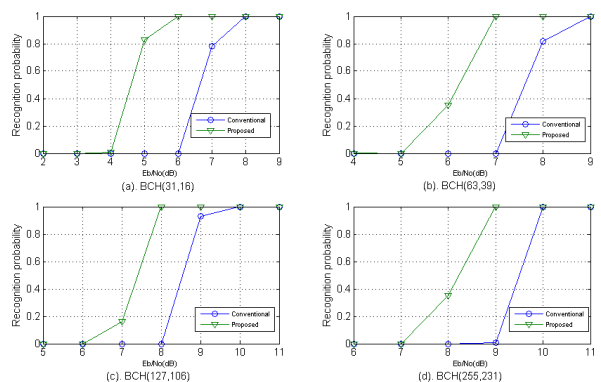 Recognition probability
1
0.8
0.6
0.4
0.2
0
Conventional
Proposed
2 3 4 5 6 7 8 9
Eb/No(dB)
(a). BCH(31,16)
Recognition probability
1
0.8
0.6
0.4
0.2
0
Conventional
Proposed
4 5 6 7 8 9 10 11
Eb/No(dB)
(b). BCH(63,39)
Recognition probability
1
0.8
0.6
0.4
0.2
0
Conventional
Proposed
5 6 7 8 9 10 11
Eb/No(dB)
(c). BCH(127,106)
Recognition probability
1
0.8
0.6
0.4
0.2
0
Conventional
Proposed
6 7 8 9 10 11
Eb/No(dB)
(d). BCH(255,231)